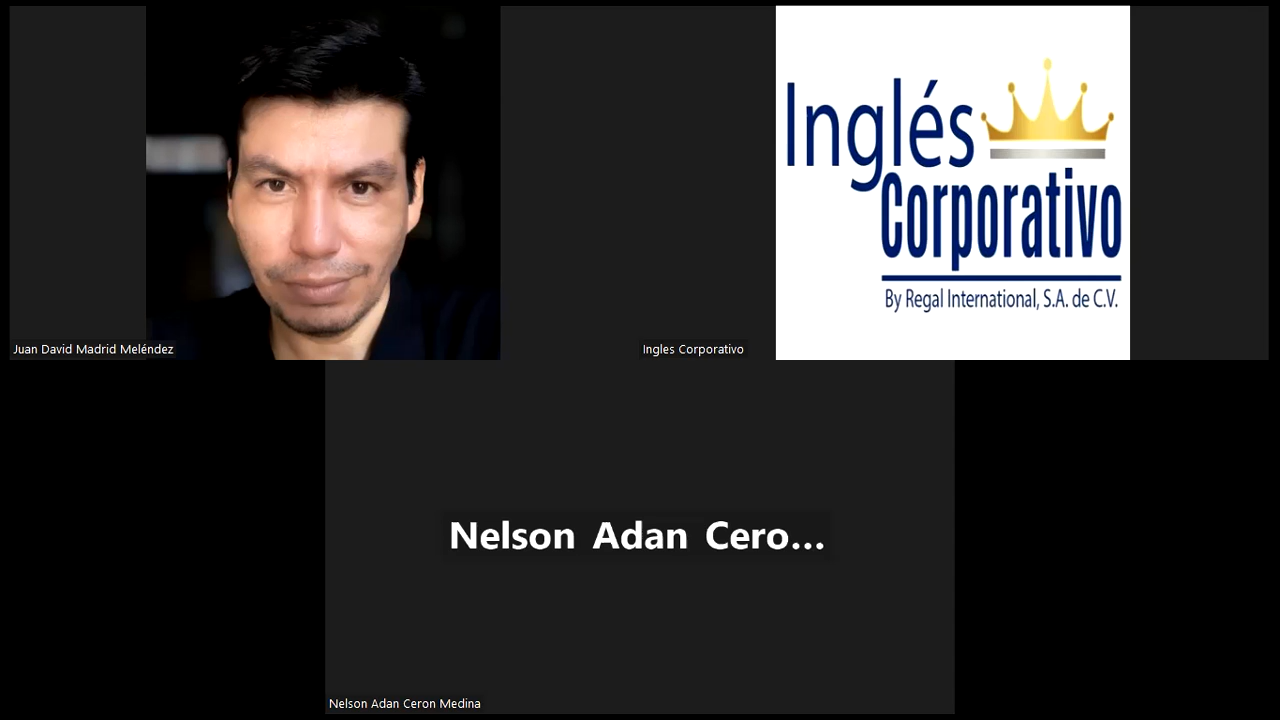 Inglés
Corporativo
By Regal International, S.A. de C.V.
Juan David Madrid Meléndez
Ingles Corporativo
Nelson Adan Cero...
Nelson Adan Ceron Medina